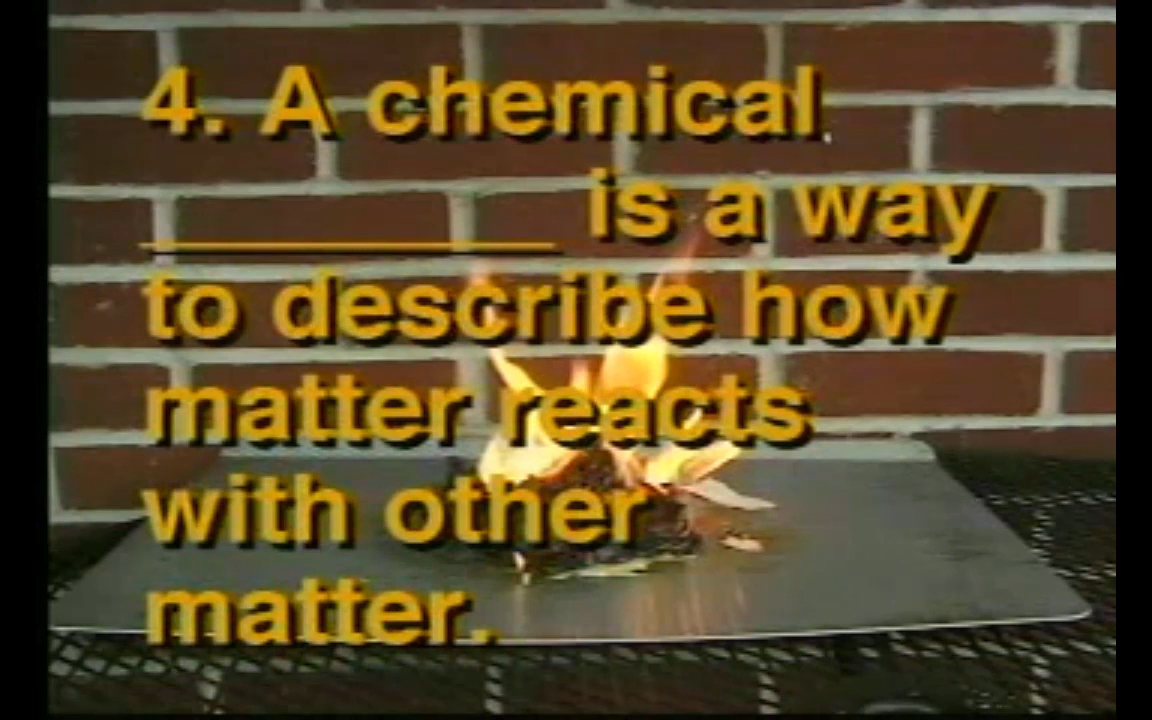 4. A chemical
__________ is a way
to describe how
matter reacts
with other
matter.